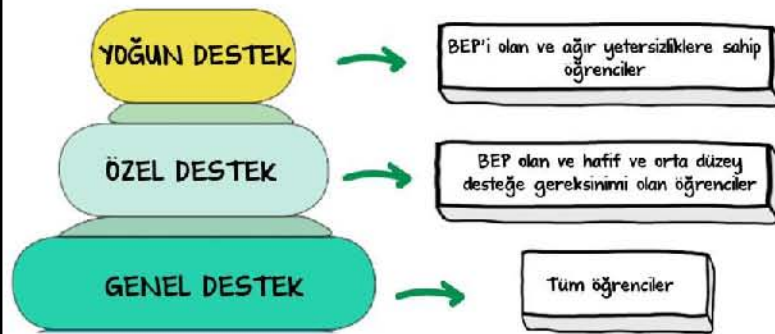 YOĞUN DESTEK
BEP'i olan ve ağır yetersizliklere sahip
öğrenciler
ÖZEL DESTEK
BEP olan ve hafif ve orta düzey
desteğe gereksinimi olan öğrenciler
GENEL DESTEK
Tüm öğrenciler